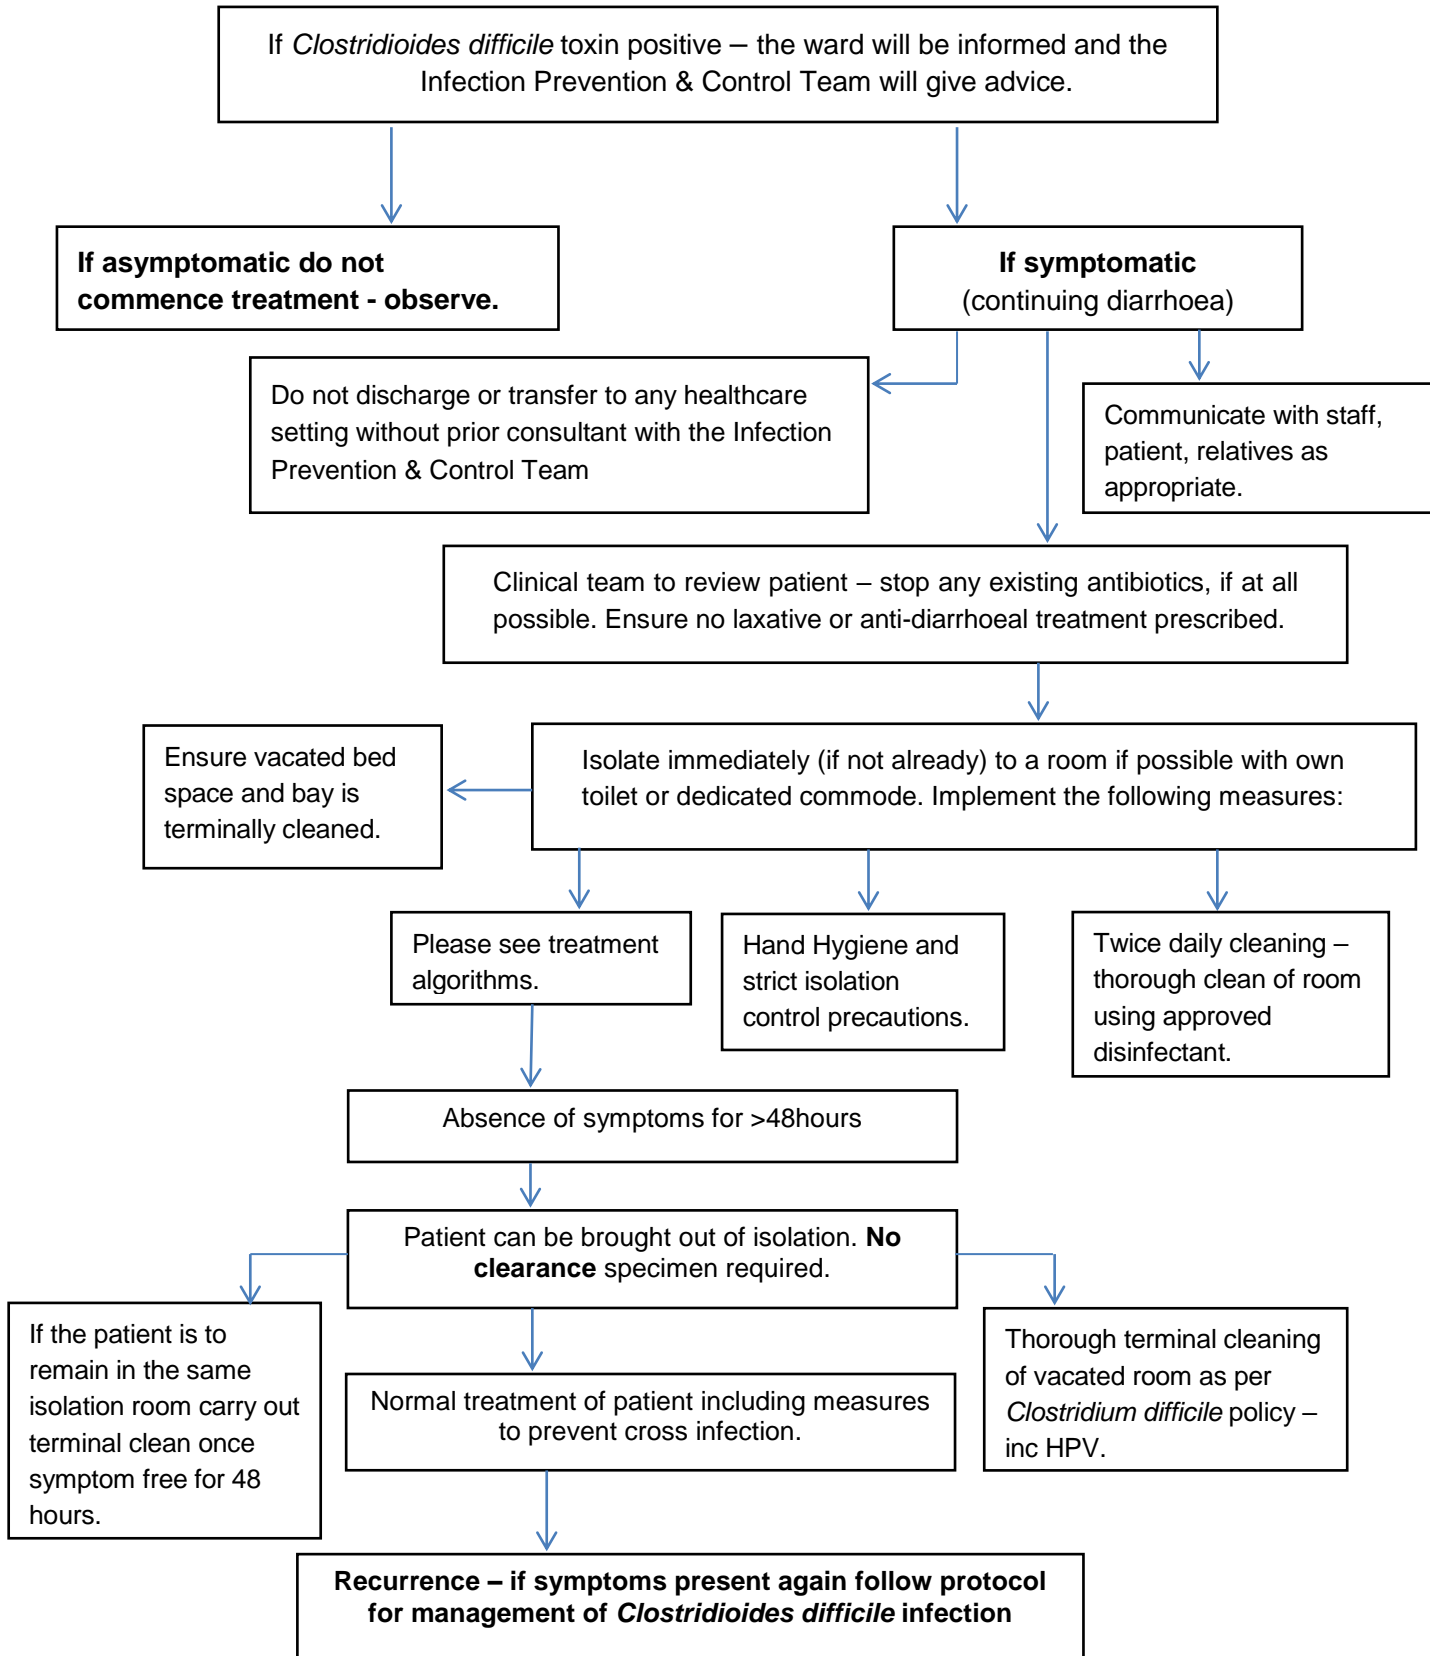 If Clostridioides difficile toxin positive – the ward will be informed and the
Infection Prevention & Control Team will give advice.
If asymptomatic do not
commence treatment - observe.
If symptomatic
(continuing diarrhoea)
Do not discharge or transfer to any healthcare
setting without prior consultant with the Infection
Prevention & Control Team
Communicate with staff,
patient, relatives as
appropriate.
Clinical team to review patient – stop any existing antibiotics, if at all
possible. Ensure no laxative or anti-diarrhoeal treatment prescribed.
Ensure vacated bed
space and bay is
terminally cleaned.
Isolate immediately (if not already) to a room if possible with own
toilet or dedicated commode. Implement the following measures:
Please see treatment
algorithms.
Hand Hygiene and
strict isolation
control precautions.
Twice daily cleaning –
thorough clean of room
using approved
disinfectant.
Absence of symptoms for >48hours
Patient can be brought out of isolation. No
clearance specimen required.
If the patient is to
remain in the same
isolation room carry out
terminal clean once
symptom free for 48
hours.
Normal treatment of patient including measures
to prevent cross infection.
Thorough terminal cleaning
of vacated room as per
Clostridium difficile policy –
inc HPV.
Recurrence – if symptoms present again follow protocol
for management of Clostridioides difficile infection